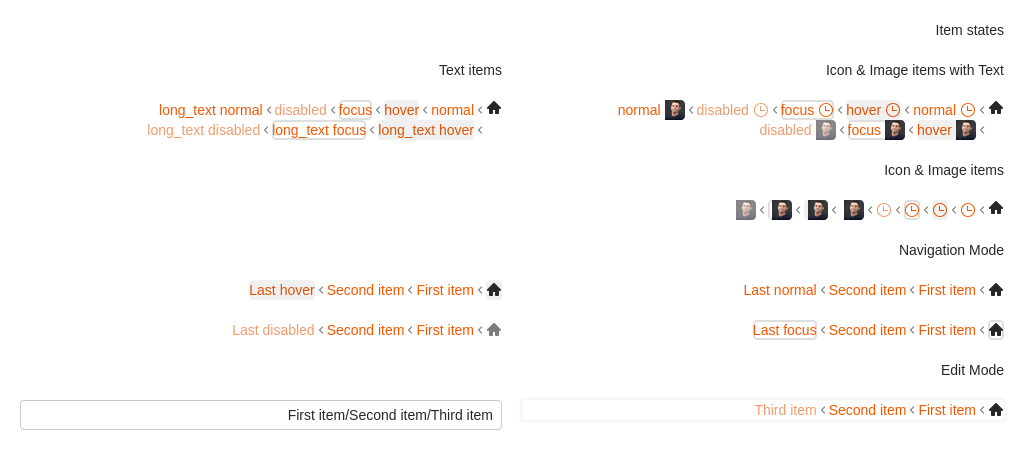 Item states
Text items
Icon & Image items with Text
long_text normal disabled focus hover normal
normal disabled focus hover normal
long_text disabled long_text focus long_text hover
disabled focus hover
Icon & Image items
Navigation Mode
Last hover Second item First item
Last normal Second item First item
Last disabled Second item First item
Last focus Second item First item
Edit Mode
First item/Second item/Third item
Third item Second item First item